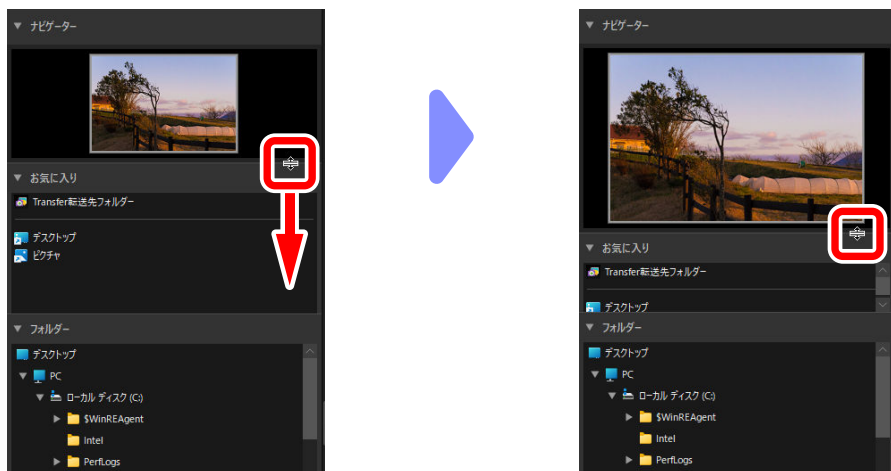 ナビゲーター
お気に入り
Transfer転送先フォルダー
デスクトップ
ピクチャ
フォルダー
デスクトップ
PC
ローカル ディスク (C:)
$WinREAgent
Intel
PerfLogs
ナビゲーター
お気に入り
Transfer転送先フォルダー
デスクトップ
フォルダー
デスクトップ
PC
ローカル ディスク (C:)
$WinREAgent
Intel
PerfLogs